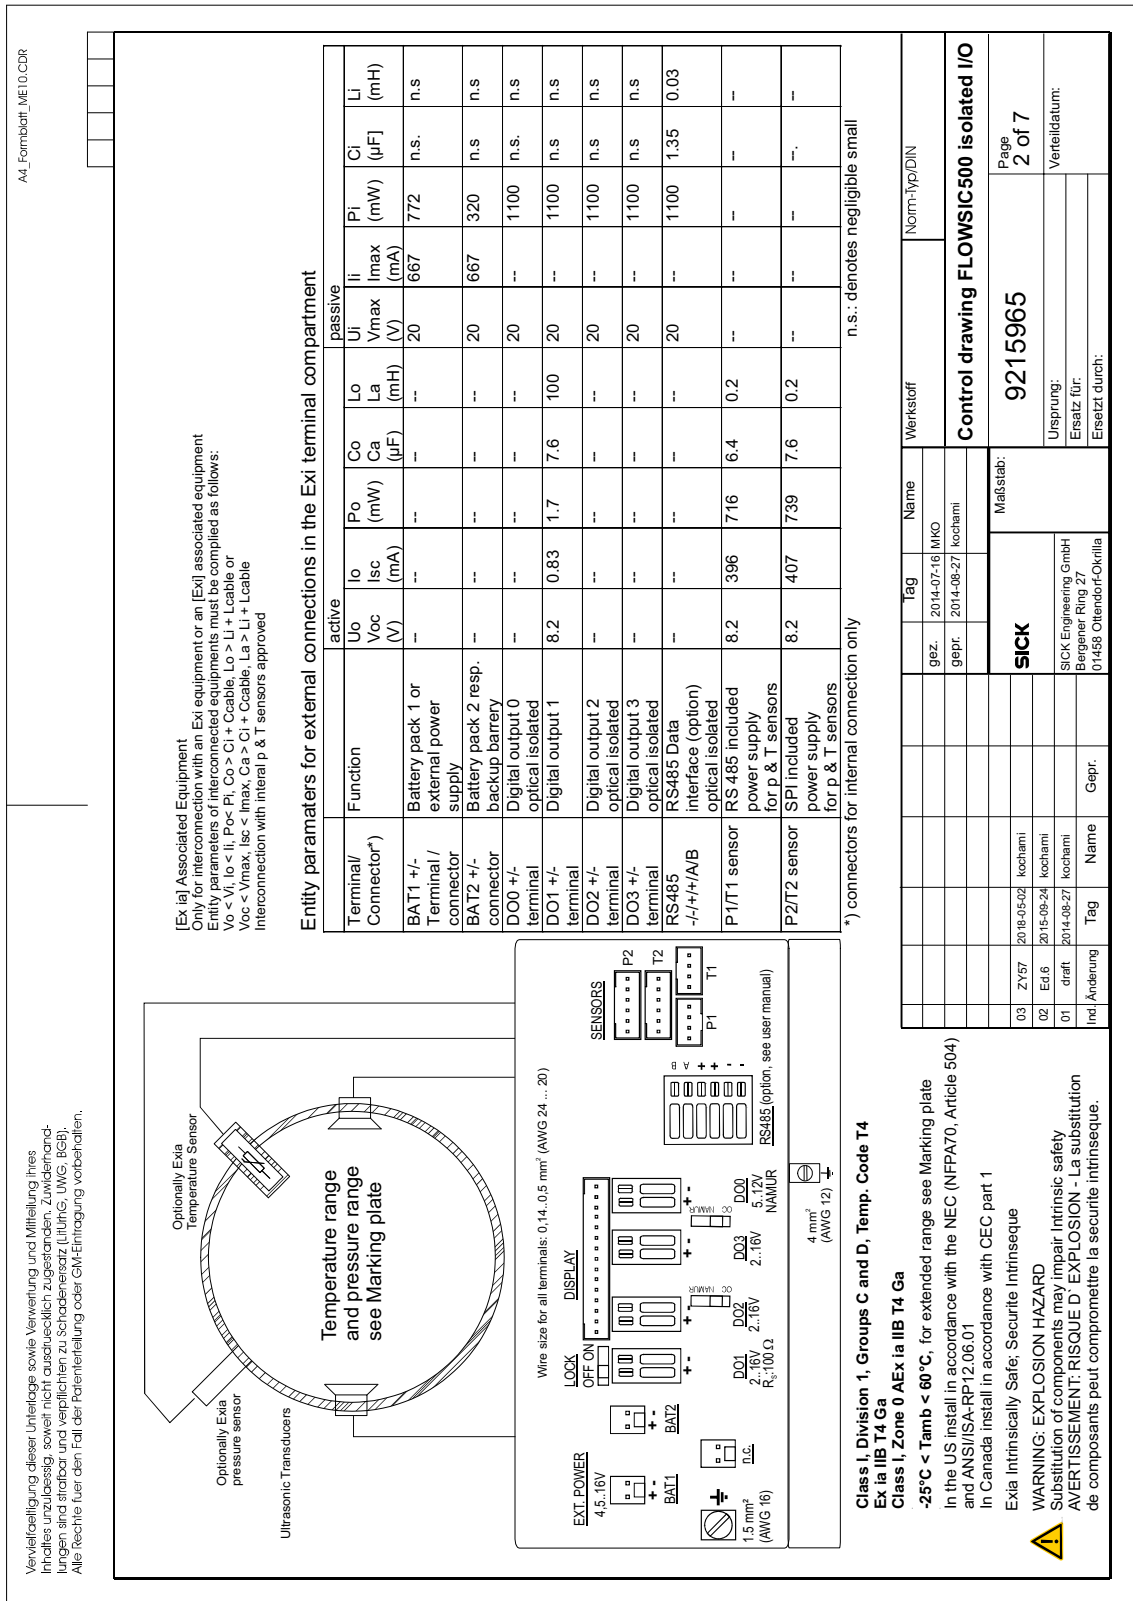 A4_Formblatt_ME10.CDR
Vervielfaeltigung dieser Unterlage sowie Verwertung und Mitteilung ihres
Inhaltes unzulaessig, soweit nicht ausdruecklich zugestanden. Zuwiderhand-
lungen sind strafbar und verpflichten zu Schadenersatz (LitUrhG, UWG, BGB).
Alle Rechte fuer den Fall der Patenterteilung oder GM-Eintragung vorbehalten.
Optionally Exia
Temperature Sensor
Optionally Exia
pressure sensor
Ultrasonic Transducers
Temperature range
and pressure range
see Marking plate
Wire size for all terminals: 0,14..0.5 mm² (AWG 24 ... 20)
EXT. POWER
4,5..16V
+ -
BAT1
+ -
BAT2
LOCK
OFF ON
DISPLAY
SENSORS
P2
T2
P1
T1
1.5 mm²
(AWG 16)
n.c.
+ -
DO1
2..16V
Rs:100 Ω
+ -
DO2
2..16V
OC NAMUR
+ -
DO3
2..16V
OC NAMUR
+ -
DO0
5..12V
NAMUR
B A + + - -
RS485 (option, see user manual)
4 mm²
(AWG 12)
[Ex ia] Associated Equipment
Only for interconnection with an Exi equipment or an [Exi] associated equipment
Entity parameters of interconnected equipments must be complied as follows:
Vo < Vi, Io < Ii, Po< Pi, Co > Ci + Ccable, Lo > Li + Lcable or
Voc < Vmax, Isc < Imax, Ca > Ci + Ccable, La > Li + Lcable
Interconnection with interal p & T sensors approved
Entity paramaters for external connections in the Exi terminal compartment
active passive
Terminal/ Connector*) Function Uo Voc (V) Io Isc (mA) Po (mW) Co Ca (µF) Lo La (mH) Ui Vmax (V) Ii Imax (mA) Pi (mW) Ci (µF] Li (mH)
BAT1 +/- Terminal / connector Battery pack 1 or external power supply -- -- -- -- -- 20 667 772 n.s. n.s
BAT2 +/- connector Battery pack 2 resp. backup barrery -- -- -- -- -- 20 667 320 n.s n.s
DO0 +/- terminal Digital output 0 optical isolated -- -- -- -- -- 20 -- 1100 n.s. n.s
DO1 +/- terminal Digital output 1 8.2 0.83 1.7 7.6 100 20 -- 1100 n.s n.s
DO2 +/- terminal Digital output 2 optical isolated -- -- -- -- -- 20 -- 1100 n.s n.s
DO3 +/- terminal Digital output 3 optical isolated -- -- -- -- -- 20 -- 1100 n.s n.s
RS485 -/-/+/+/A/B RS485 Data interface (option) optical isolated -- -- -- -- -- 20 -- 1100 1.35 0.03
P1/T1 sensor RS 485 included power supply for p & T sensors 8.2 396 716 6.4 0.2 -- -- -- -- --
P2/T2 sensor SPI included power supply for p & T sensors 8.2 407 739 7.6 0.2 -- -- -- --. --
*) connectors for internal connection only
n.s.: denotes negligible small
Class I, Division 1, Groups C and D, Temp. Code T4
Ex ia IIB T4 Ga
Class I, Zone 0 AEx ia IIB T4 Ga
-25°C < Tamb < 60°C, for extended range see Marking plate
In the US install in accordance with the NEC (NFPA70, Article 504)
and ANSI/ISA-RP12.06.01
In Canada install in accordance with CEC part 1
Exia Intrinsically Safe; Securite Intrinseque
WARNING: EXPLOSION HAZARD
Substitution of components may impair Intrinsic safety
AVERTISSEMENT: RISQUE D` EXPLOSION - La substitution
de composants peut compromettre la securite intrinseque.
03 ZY57 2018-05-02 kochami
02 Ed.6 2015-09-24 kochami
01 draft 2014-08-27 kochami
Ind. Änderung Tag Name Gepr.
Tag Name
gez. 2014-07-16 MKO
gepr. 2014-08-27 kochami
SICK
SICK Engineering GmbH
Bergener Ring 27
01458 Ottendorf-Okrilla
Maßstab:
Werkstoff
Norm-Typ/DIN
Control drawing FLOWSIC500 isolated I/O
9215965
Page
2 of 7
Ursprung:
Ersatz für:
Ersetzt durch:
Verteildatum: